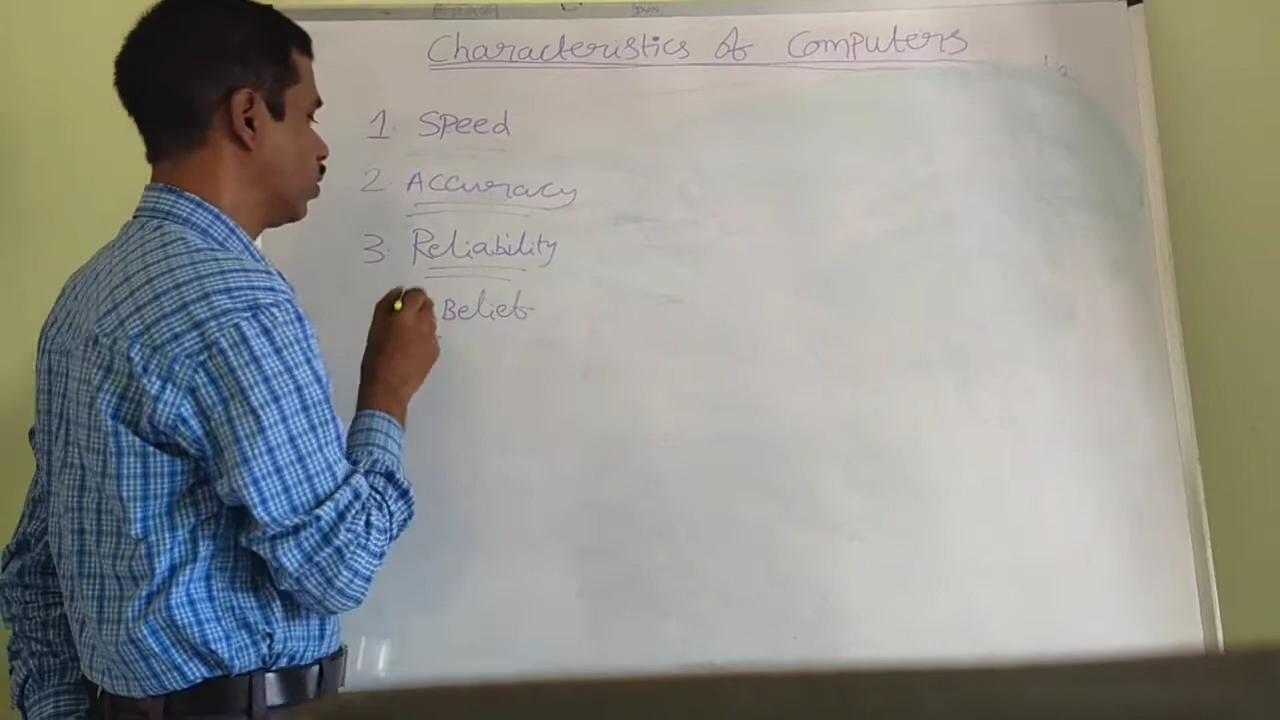 Characteristics of Computers
1. Speed
2. Accuracy
3. Reliability
Belief